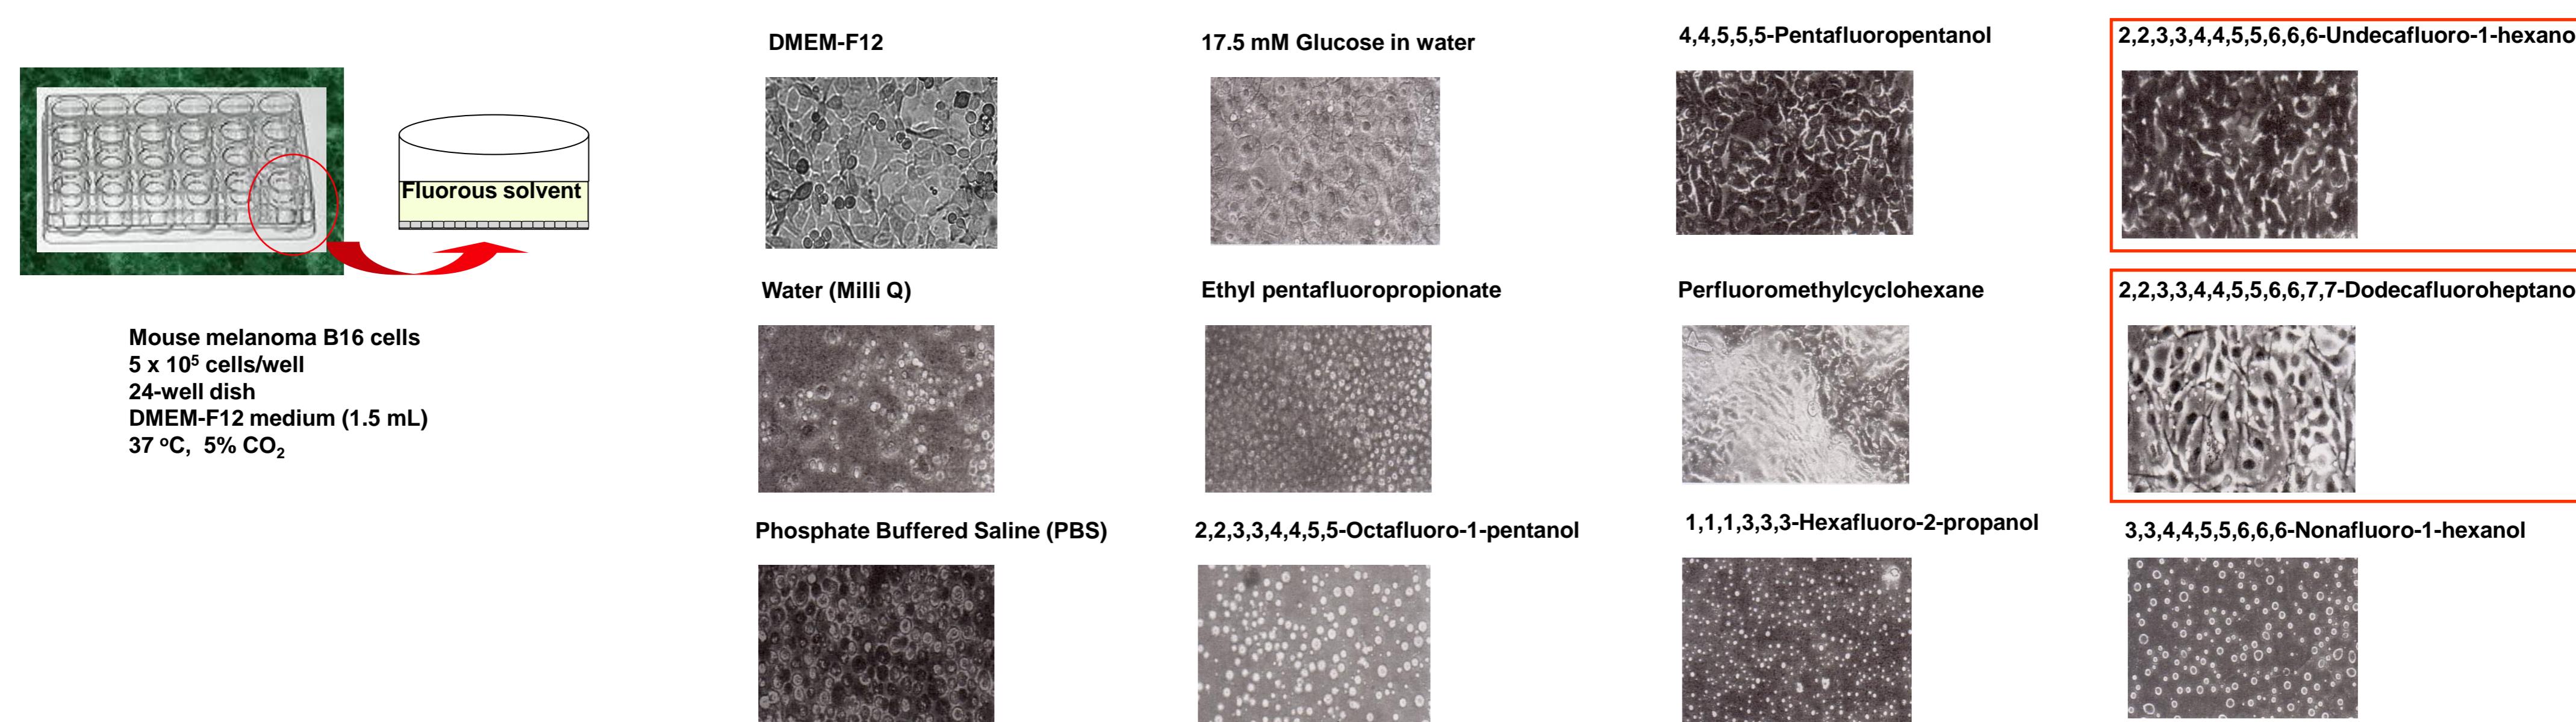 DMEM-F12
17.5 mM Glucose in water
4,4,5,5,5-Pentafluoropentanol
2,2,3,3,4,4,5,5,6,6,6-Undecafluoro-1-hexano
Fluorous solvent
Water (Milli Q)
Ethyl pentafluoropropionate
Perfluoromethylcyclohexane
2,2,3,3,4,4,5,5,6,6,7,7-Dodecafluoroheptano
Mouse melanoma B16 cells
5 x 10⁵ cells/well
24-well dish
DMEM-F12 medium (1.5 mL)
37 ᵒC, 5% CO₂
Phosphate Buffered Saline (PBS)
2,2,3,3,4,4,5,5-Octafluoro-1-pentanol
1,1,1,3,3,3-Hexafluoro-2-propanol
3,3,4,4,5,5,6,6,6-Nonafluoro-1-hexanol